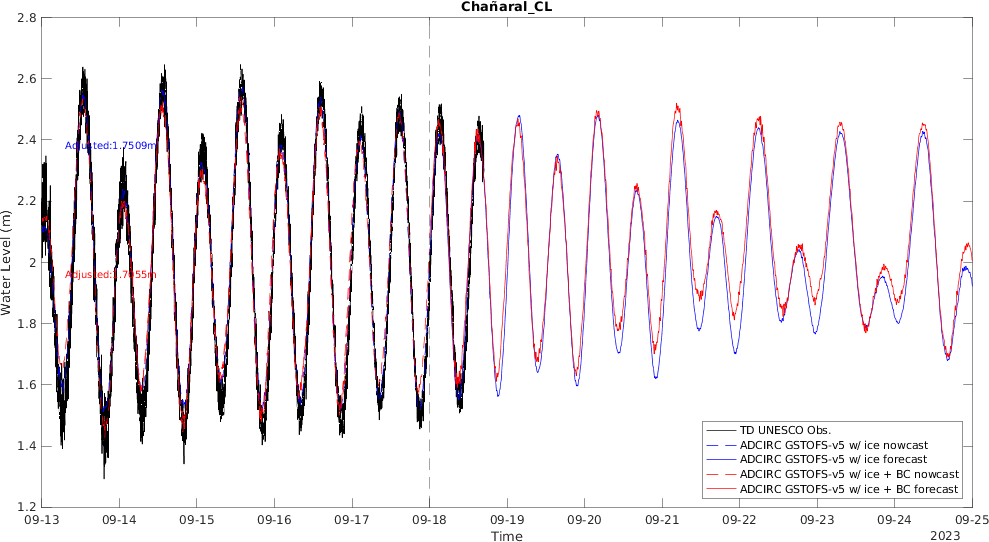 Chañaral_CL
2.8
2.6
2.4
2.2
2
1.8
1.6
1.4
1.2
Water Level (m)
Adjusted:1.7509m
09-13 09-14 09-15 09-16 09-17 09-18 09-19 09-20 09-21 09-22 09-23 09-24 09-25
Time
2023
TD UNESCO Obs.
ADCIRC GSTOFS-v5 w/ ice nowcast
ADCIRC GSTOFS-v5 w/ ice forecast
ADCIRC GSTOFS-v5 w/ ice + BC nowcast
ADCIRC GSTOFS-v5 w/ ice + BC forecast